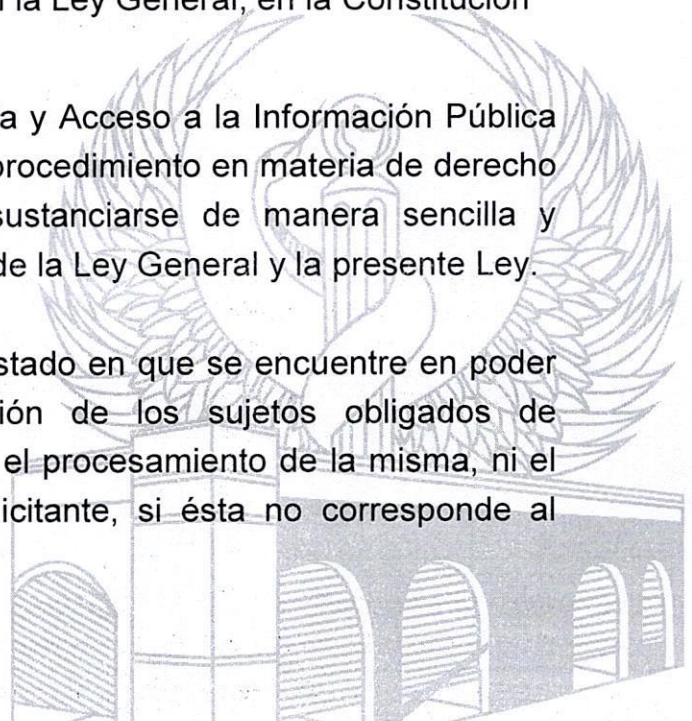 la Ley General, en la Constitución
a y Acceso a la Información Pública
procedimiento en materia de derecho
sustanciarse de manera sencilla y
de la Ley General y la presente Ley.
stado en que se encuentre en poder
ión de los sujetos obligados de
el procesamiento de la misma, ni el
icitante, si ésta no corresponde al